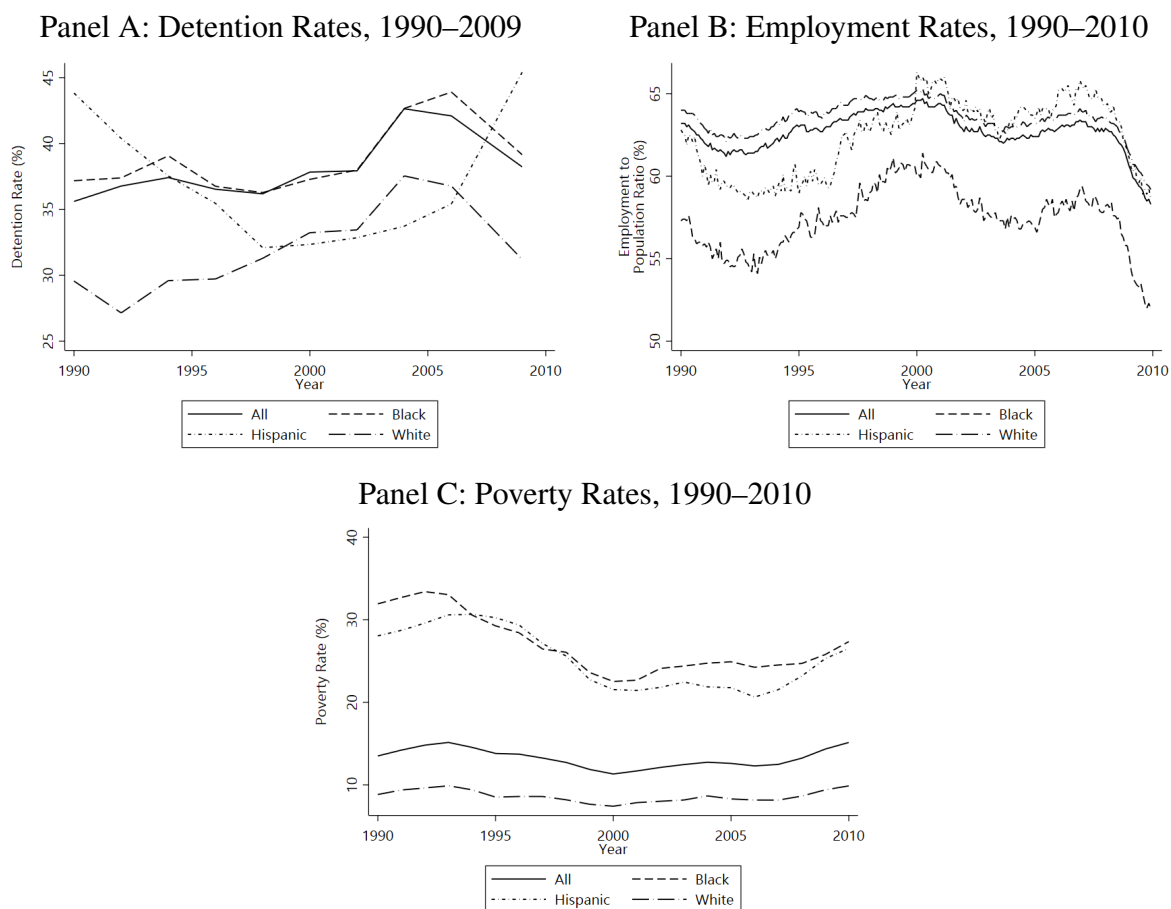 Panel A: Detention Rates, 1990–2009
Detention Rate (%)
45
40
35
30
25
1990
1995
2000
2005
2010
Year
All
Black
Hispanic
White
Panel B: Employment Rates, 1990–2010
Employment to
Population Ratio (%)
65
60
55
50
1990
1995
2000
2005
2010
Year
All
Black
Hispanic
White
Panel C: Poverty Rates, 1990–2010
Poverty Rate (%)
40
30
20
10
1990
1995
2000
2005
2010
Year
All
Black
Hispanic
White